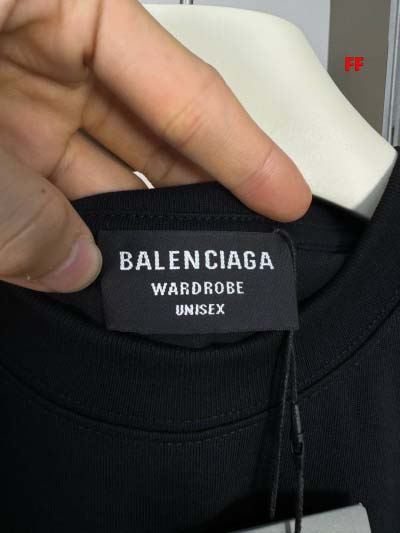 FF
BALENCIAGA
WARDROBE
UNISEX